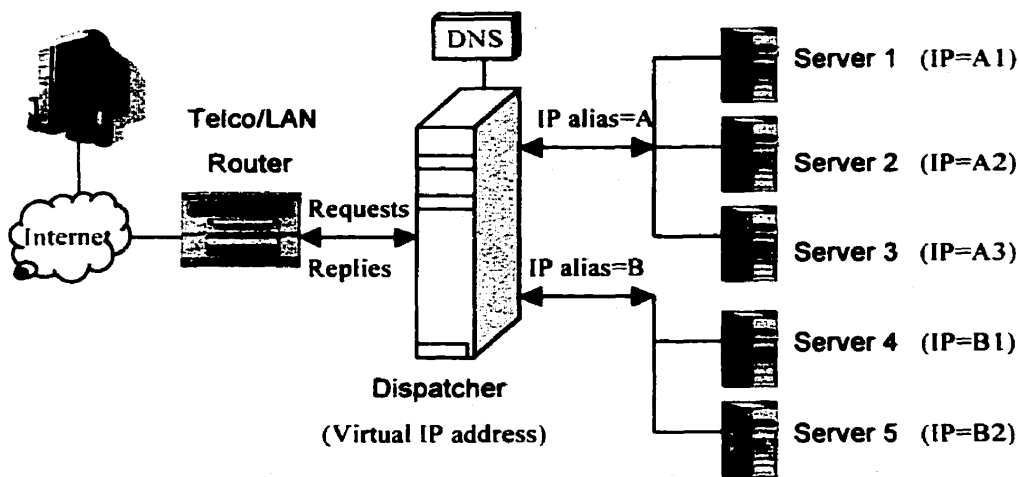 DNS
Server 1 (IP=A1)
Telco/LAN
Router
IP alias=A
Server 2 (IP=A2)
Internet
Requests
Replies
Server 3 (IP=A3)
IP alias=B
Server 4 (IP=B1)
Dispatcher
(Virtual IP address)
Server 5 (IP=B2)